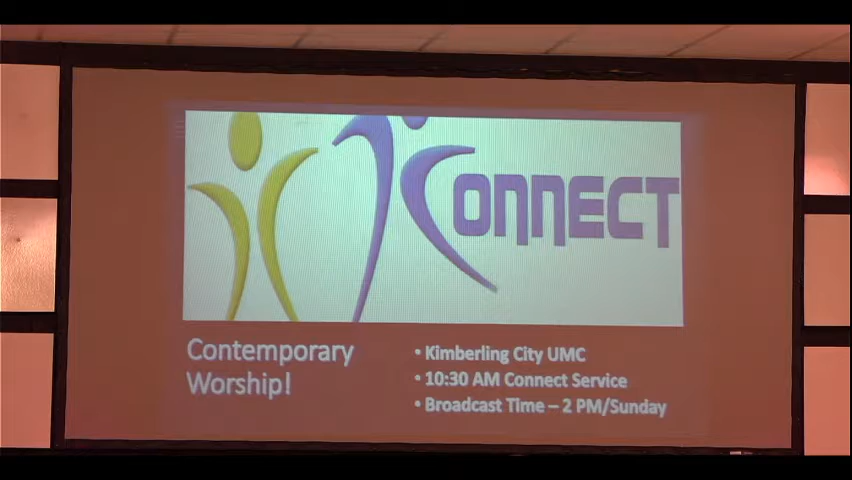 CONNECT
Contemporary
Worship!
• Kimberling City UMC
• 10:30 AM Connect Service
• Broadcast Time – 2 PM/Sunday